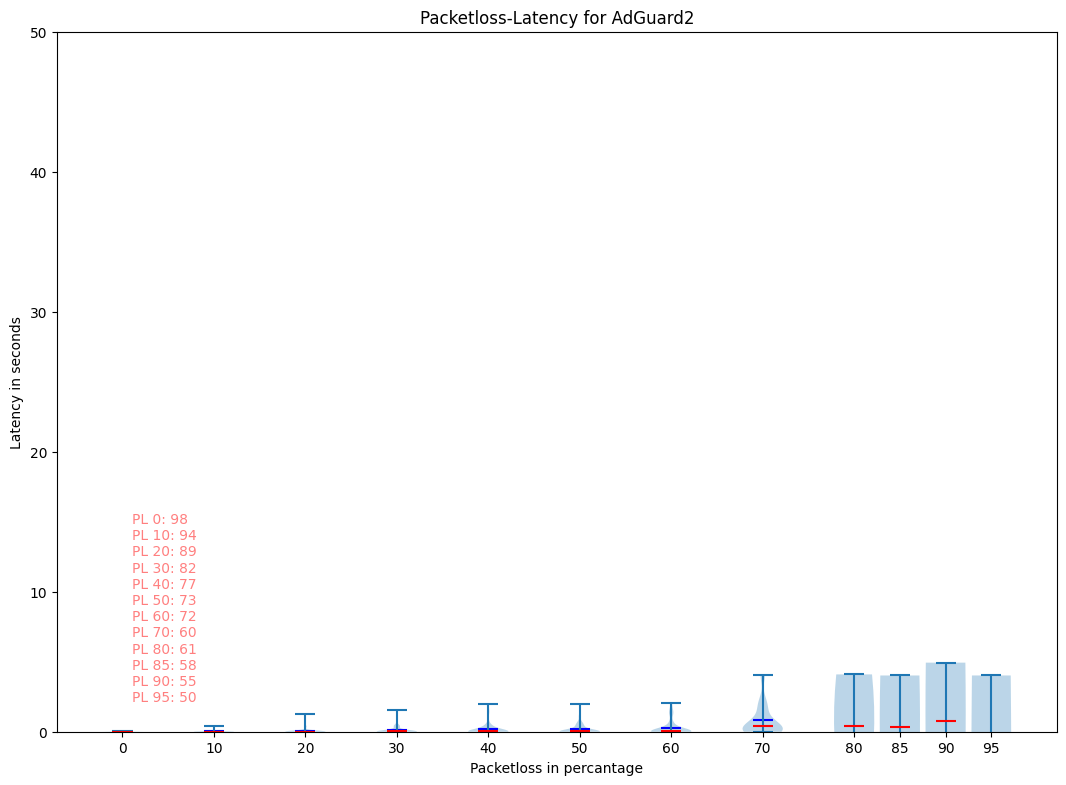 Packetloss-Latency for AdGuard2
50
40
30
20
10
0
Latency in seconds
PL 0: 98
PL 10: 94
PL 20: 89
PL 30: 82
PL 40: 77
PL 50: 73
PL 60: 72
PL 70: 60
PL 80: 61
PL 85: 58
PL 90: 55
PL 95: 50
0 10 20 30 40 50 60 70 80 85 90 95
Packetloss in percantage